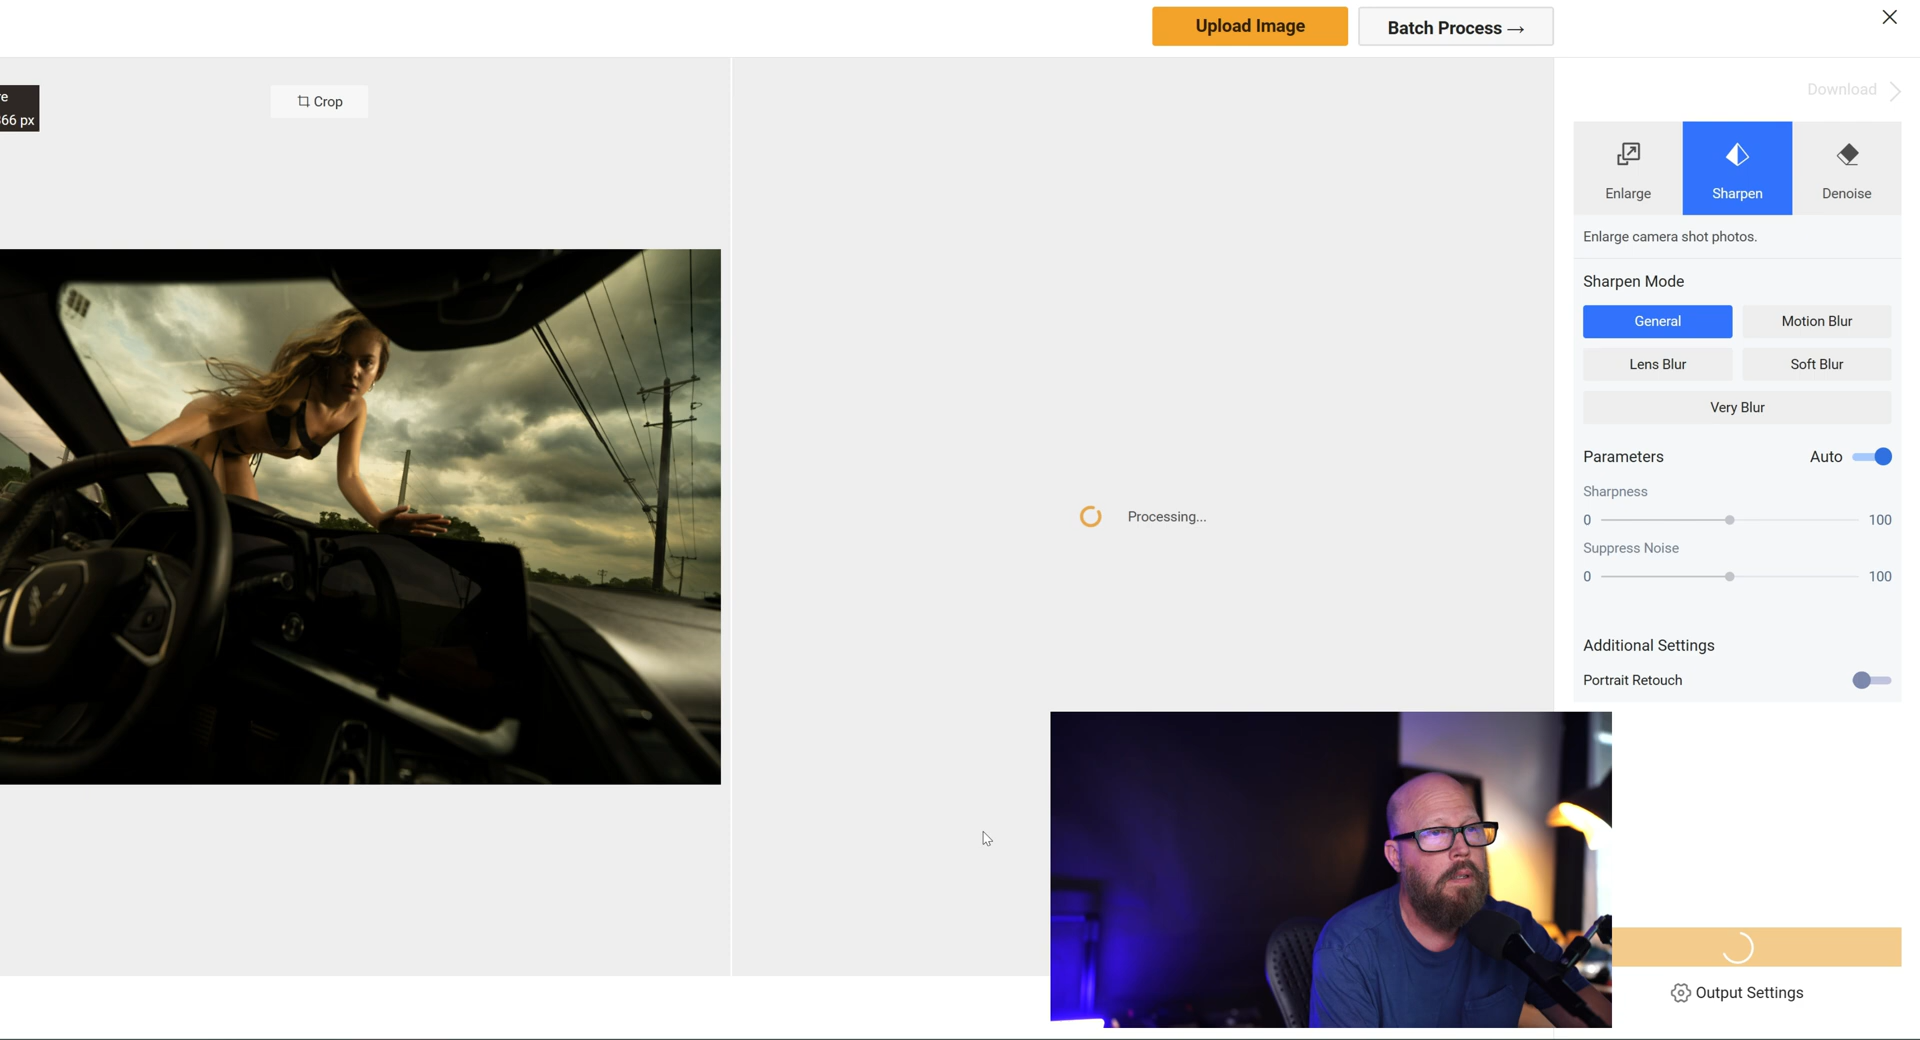 Upload Image
Batch Process →
re
66 px
Crop
Download
Enlarge
Sharpen
Denoise
Enlarge camera shot photos.
Sharpen Mode
General
Motion Blur
Lens Blur
Soft Blur
Very Blur
Parameters
Auto
Sharpness
0
100
Suppress Noise
0
100
Processing...
Additional Settings
Portrait Retouch
Output Settings